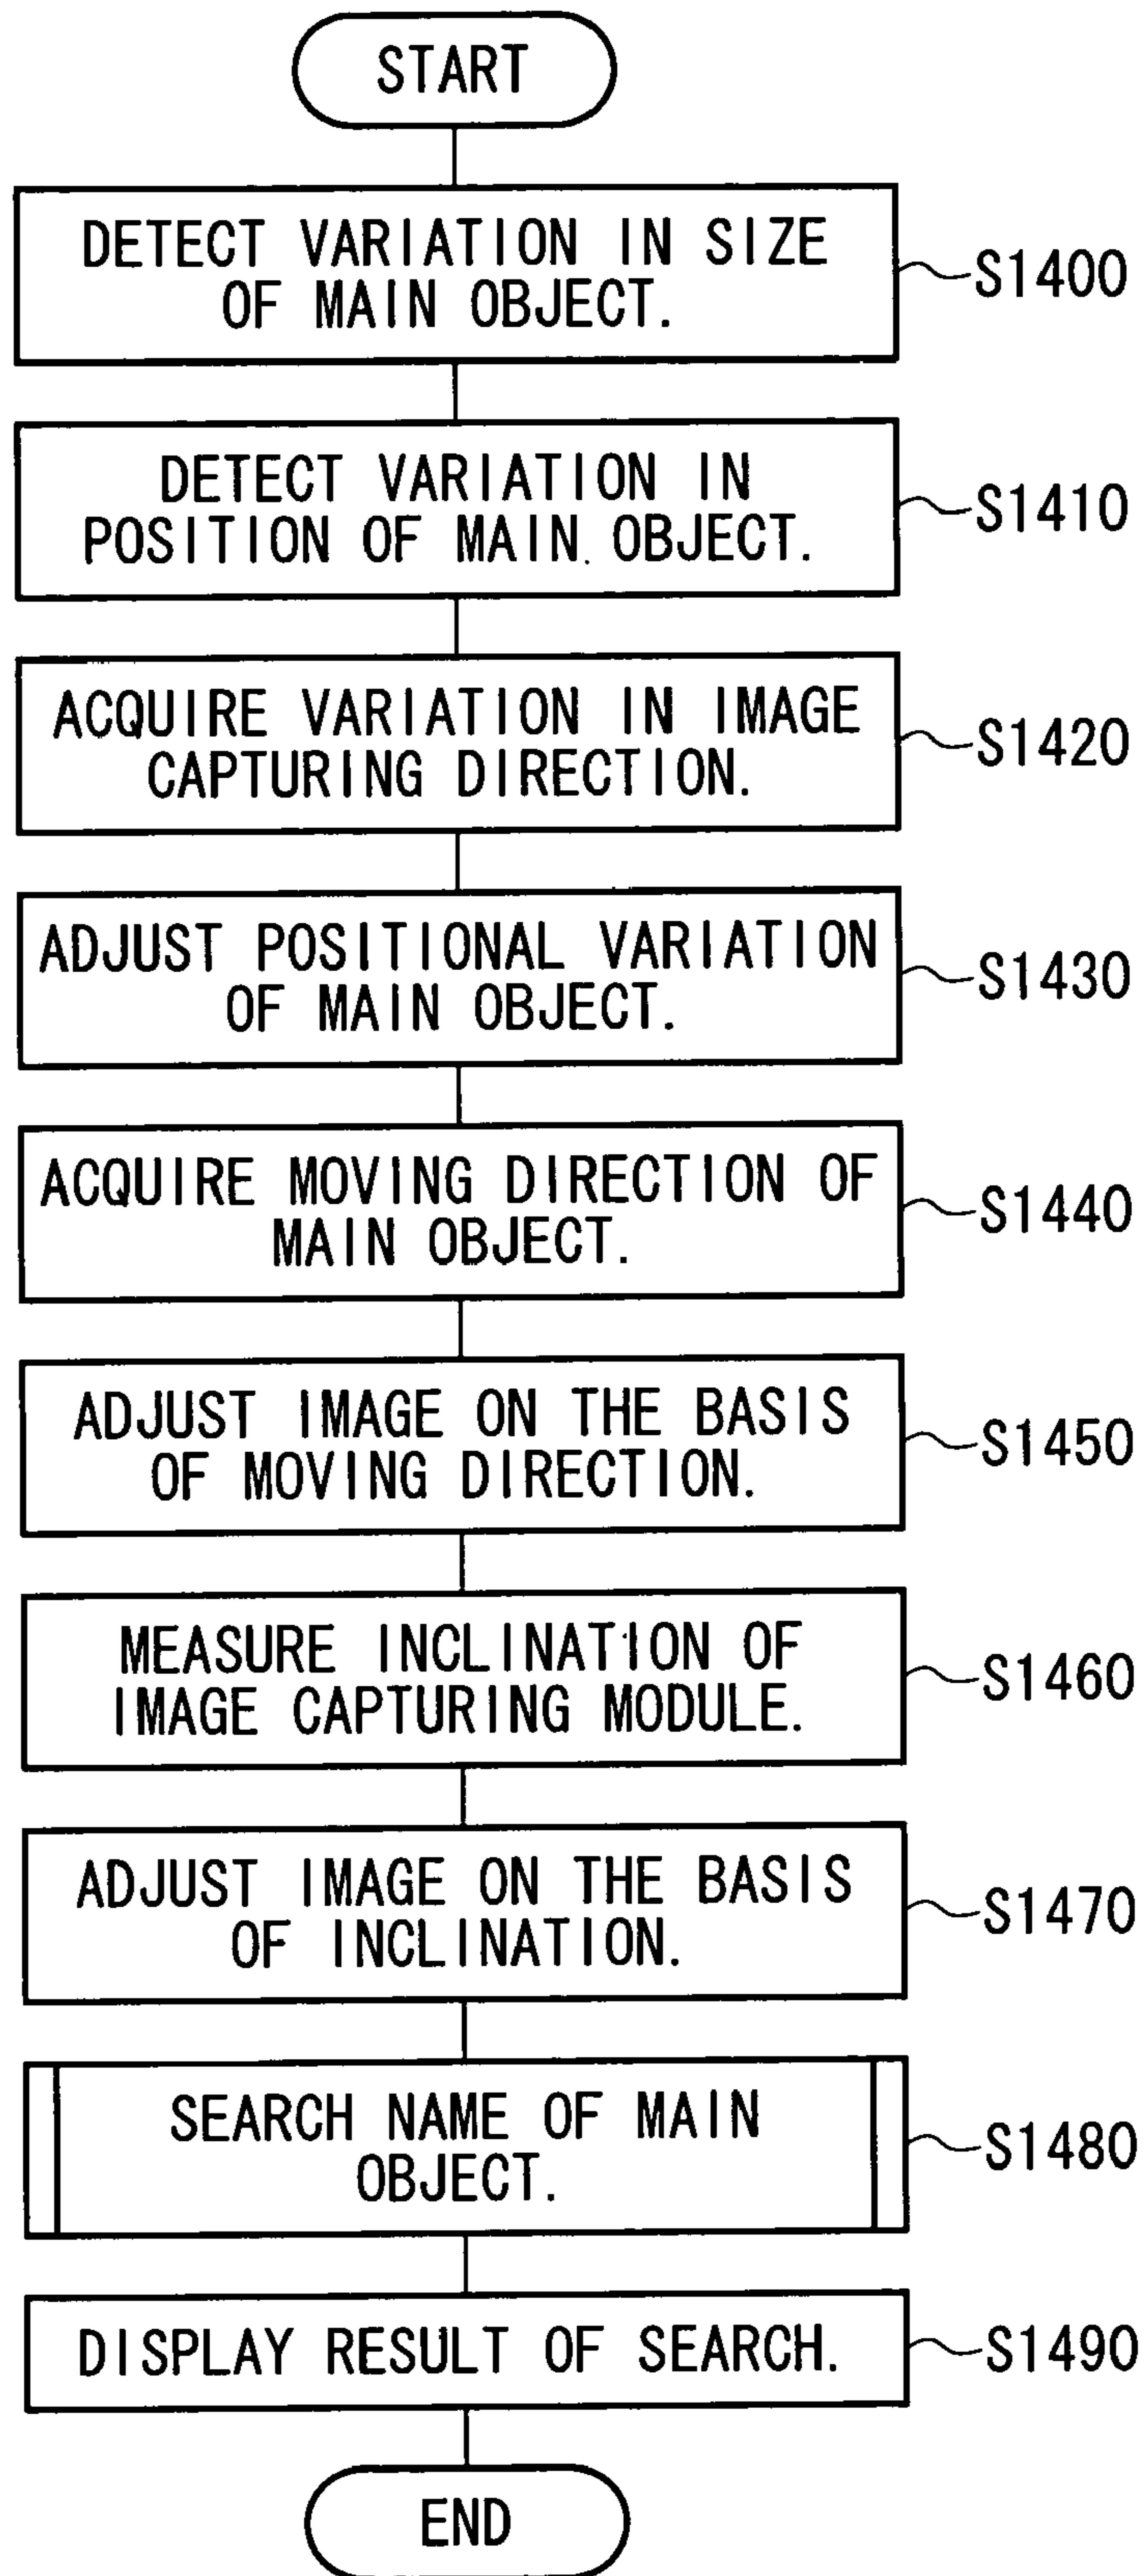 START
DETECT VARIATION IN SIZE
OF MAIN OBJECT.
S1400
DETECT VARIATION IN
POSITION OF MAIN OBJECT.
S1410
ACQUIRE VARIATION IN IMAGE
CAPTURING DIRECTION.
S1420
ADJUST POSITIONAL VARIATION
OF MAIN OBJECT.
S1430
ACQUIRE MOVING DIRECTION OF
MAIN OBJECT.
S1440
ADJUST IMAGE ON THE BASIS
OF MOVING DIRECTION.
S1450
MEASURE INCLINATION OF
IMAGE CAPTURING MODULE.
S1460
ADJUST IMAGE ON THE BASIS
OF INCLINATION.
S1470
SEARCH NAME OF MAIN
OBJECT.
S1480
DISPLAY RESULT OF SEARCH.
S1490
END